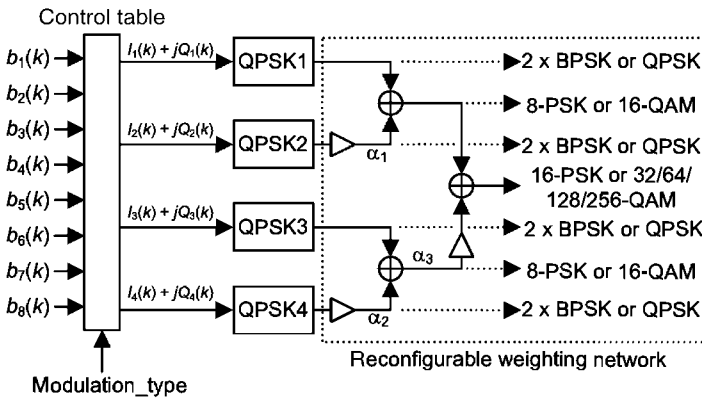 Control table
b₁(k)
b₂(k)
b₃(k)
b₄(k)
b₅(k)
b₆(k)
b₇(k)
b₈(k)
Modulation_type
I₁(k) + jQ₁(k)
I₂(k) + jQ₂(k)
I₃(k) + jQ₃(k)
I₄(k) + jQ₄(k)
QPSK1
QPSK2
QPSK3
QPSK4
α₁
α₃
α₂
2 x BPSK or QPSK
8-PSK or 16-QAM
2 x BPSK or QPSK
16-PSK or 32/64/
128/256-QAM
2 x BPSK or QPSK
8-PSK or 16-QAM
2 x BPSK or QPSK
Reconfigurable weighting network